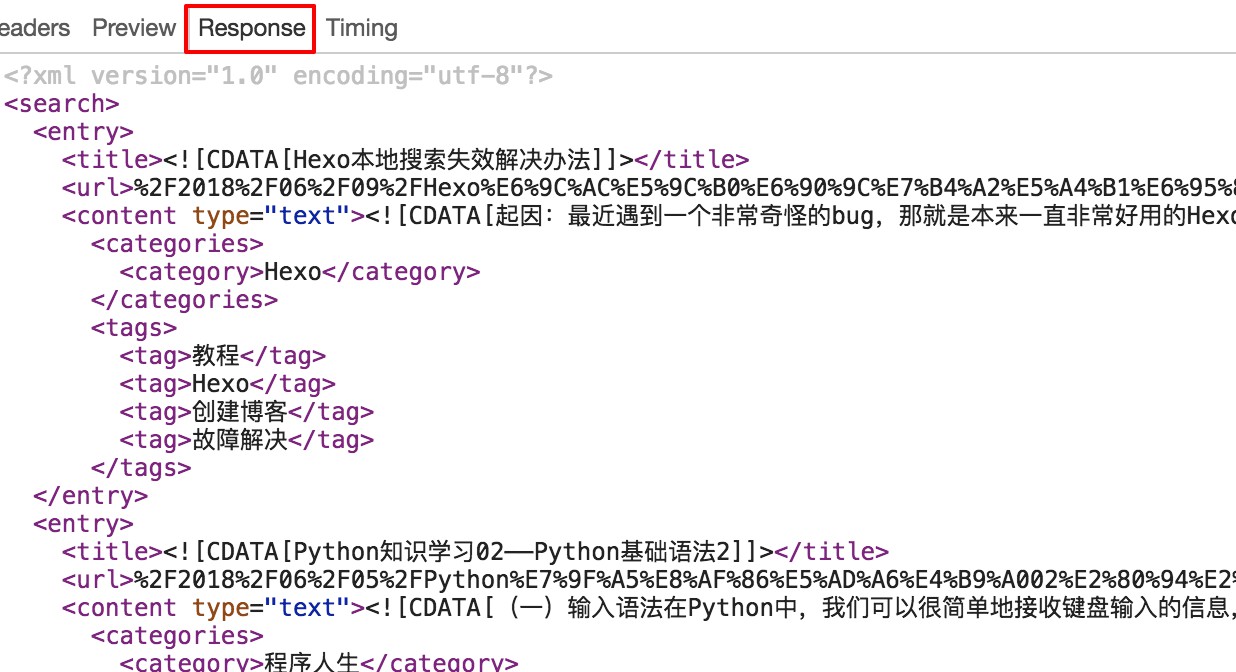 eaders Preview Response Timing
<?xml version="1.0" encoding="utf-8"?>
<search>
<entry>
<title><![CDATA[Hexo本地搜索失效解决办法]]></title>
<url>%2F2018%2F06%2F09%2FHexo%E6%9C%AC%E5%9C%B0%E6%90%9C%E7%B4%A2%E5%A4%B1%E6%95%8
<content type="text"><![CDATA[起因：最近遇到一个非常奇怪的bug，那就是本来一直非常好用的Hexo
<categories>
<category>Hexo</category>
</categories>
<tags>
<tag>教程</tag>
<tag>Hexo</tag>
<tag>创建博客</tag>
<tag>故障解决</tag>
</tags>
</entry>
<entry>
<title><![CDATA[Python知识学习02——Python基础语法2]]></title>
<url>%2F2018%2F06%2F05%2FPython%E7%9F%A5%E8%AF%86%E5%AD%A6%E4%B9%A002%E2%80%94%E2%
<content type="text"><![CDATA[（一）输入语法在Python中，我们可以很简单地接收键盘输入的信息，
<categories>
<category>程序人生</category>